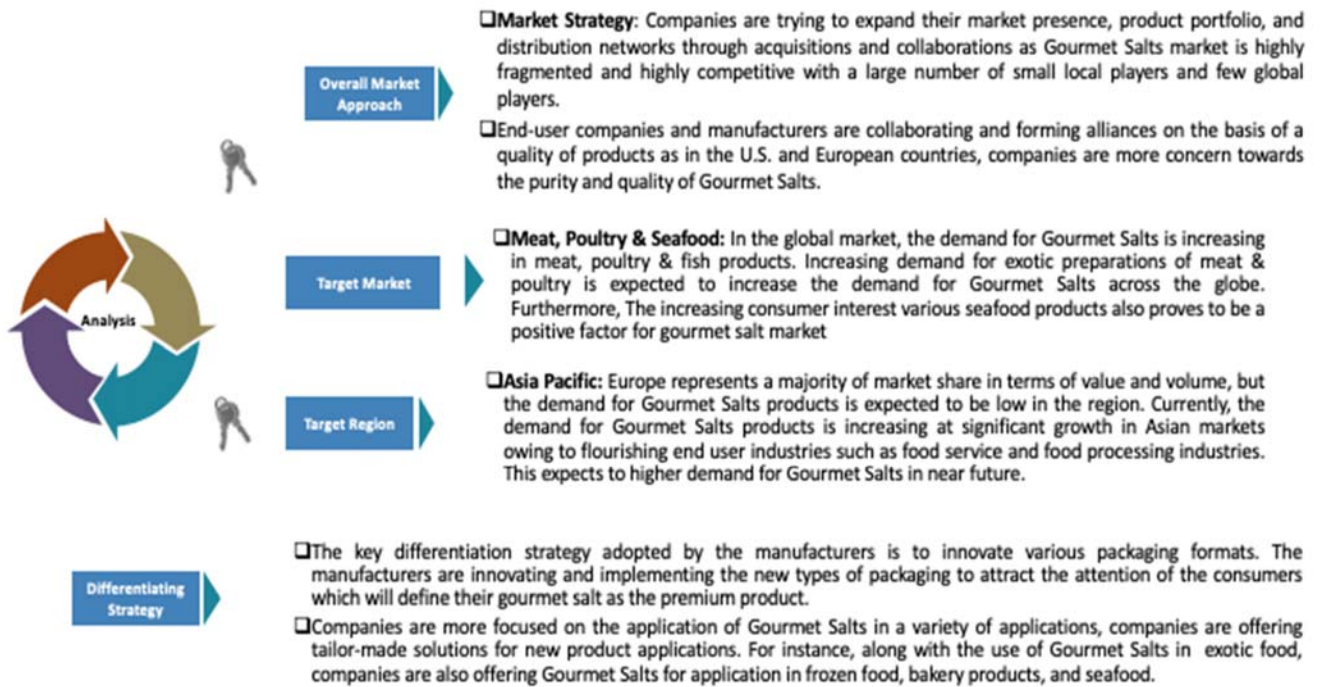 Overall Market
Approach
❑Market Strategy: Companies are trying to expand their market presence, product portfolio, and
distribution networks through acquisitions and collaborations as Gourmet Salts market is highly
fragmented and highly competitive with a large number of small local players and few global
players.
❑End-user companies and manufacturers are collaborating and forming alliances on the basis of a
quality of products as in the U.S. and European countries, companies are more concern towards
the purity and quality of Gourmet Salts.
Analysis
Target Market
❑Meat, Poultry & Seafood: In the global market, the demand for Gourmet Salts is increasing
in meat, poultry & fish products. Increasing demand for exotic preparations of meat &
poultry is expected to increase the demand for Gourmet Salts across the globe.
Furthermore, The increasing consumer interest various seafood products also proves to be a
positive factor for gourmet salt market
Target Region
❑Asia Pacific: Europe represents a majority of market share in terms of value and volume, but
the demand for Gourmet Salts products is expected to be low in the region. Currently, the
demand for Gourmet Salts products is increasing at significant growth in Asian markets
owing to flourishing end user industries such as food service and food processing industries.
This expects to higher demand for Gourmet Salts in near future.
Differentiating
Strategy
❑The key differentiation strategy adopted by the manufacturers is to innovate various packaging formats. The
manufacturers are innovating and implementing the new types of packaging to attract the attention of the consumers
which will define their gourmet salt as the premium product.
❑Companies are more focused on the application of Gourmet Salts in a variety of applications, companies are offering
tailor-made solutions for new product applications. For instance, along with the use of Gourmet Salts in exotic food,
companies are also offering Gourmet Salts for application in frozen food, bakery products, and seafood.